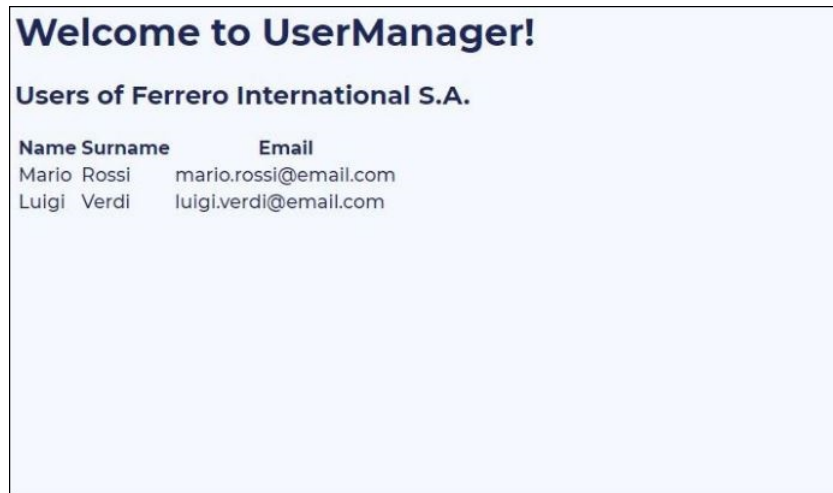 Welcome to UserManager!
Users of Ferrero International S.A.
Name Surname Email
Mario Rossi mario.rossi@email.com
Luigi Verdi luigi.verdi@email.com